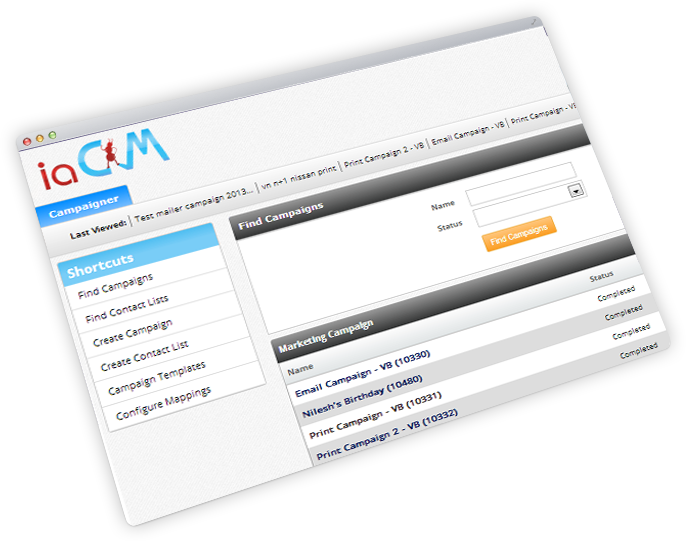 iaCM
Campaigner
Last Viewed: Test mailer campaign 2013... vn n+1 nissan print Print Campaign 2 - VB Email Campaign - VB Print Campaign - VB
Shortcuts
Find Campaigns
Find Contact Lists
Create Campaign
Create Contact List
Campaign Templates
Configure Mappings
Find Campaigns
Name
Status
Find Campaigns
Marketing Campaign
Name Status
Email Campaign - VB (10330) Completed
Nilesh's Birthday (10480) Completed
Print Campaign - VB (10331) Completed
Print Campaign 2 - VB (10332) Completed